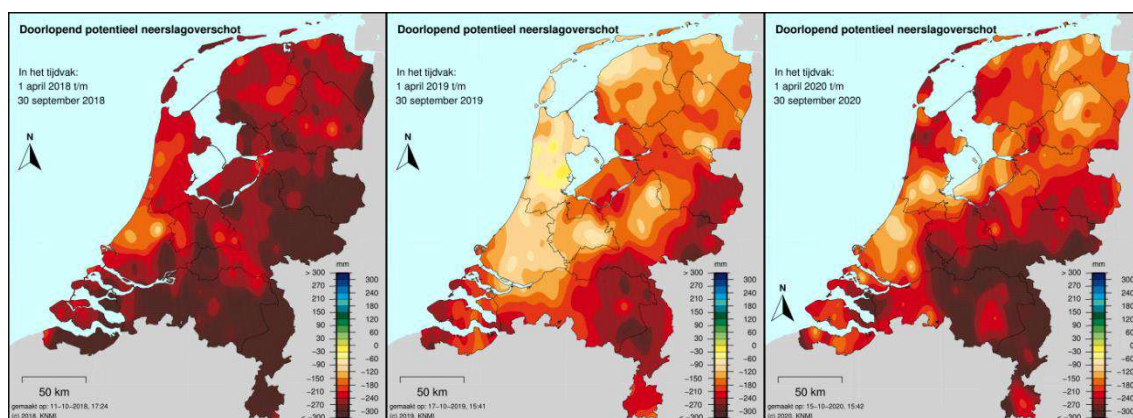 Doorlopend potentieel neerslagoverschot
In het tijdvak:
1 april 2018 t/m
30 september 2018
N
mm
> 300
270
210
150
90
30
-30
-90
-150
-210
-270
300
240
180
120
60
0
-60
-120
-180
-240
-300
50 km
gemaakt op: 11-10-2018, 17:24
(c) 2018, KNMI
Doorlopend potentieel neerslagoverschot
In het tijdvak:
1 april 2019 t/m
30 september 2019
N
mm
> 300
270
210
150
90
30
-30
-90
-150
-210
-270
300
240
180
120
60
0
-60
-120
-180
-240
-300
50 km
gemaakt op: 17-10-2019, 15:41
(c) 2019, KNMI
Doorlopend potentieel neerslagoverschot
In het tijdvak:
1 april 2020 t/m
30 september 2020
N
mm
> 300
270
210
150
90
30
-30
-90
-150
-210
-270
300
240
180
120
60
0
-60
-120
-180
-240
-300
50 km
gemaakt op: 15-10-2020, 15:42
(c) 2020, KNMI